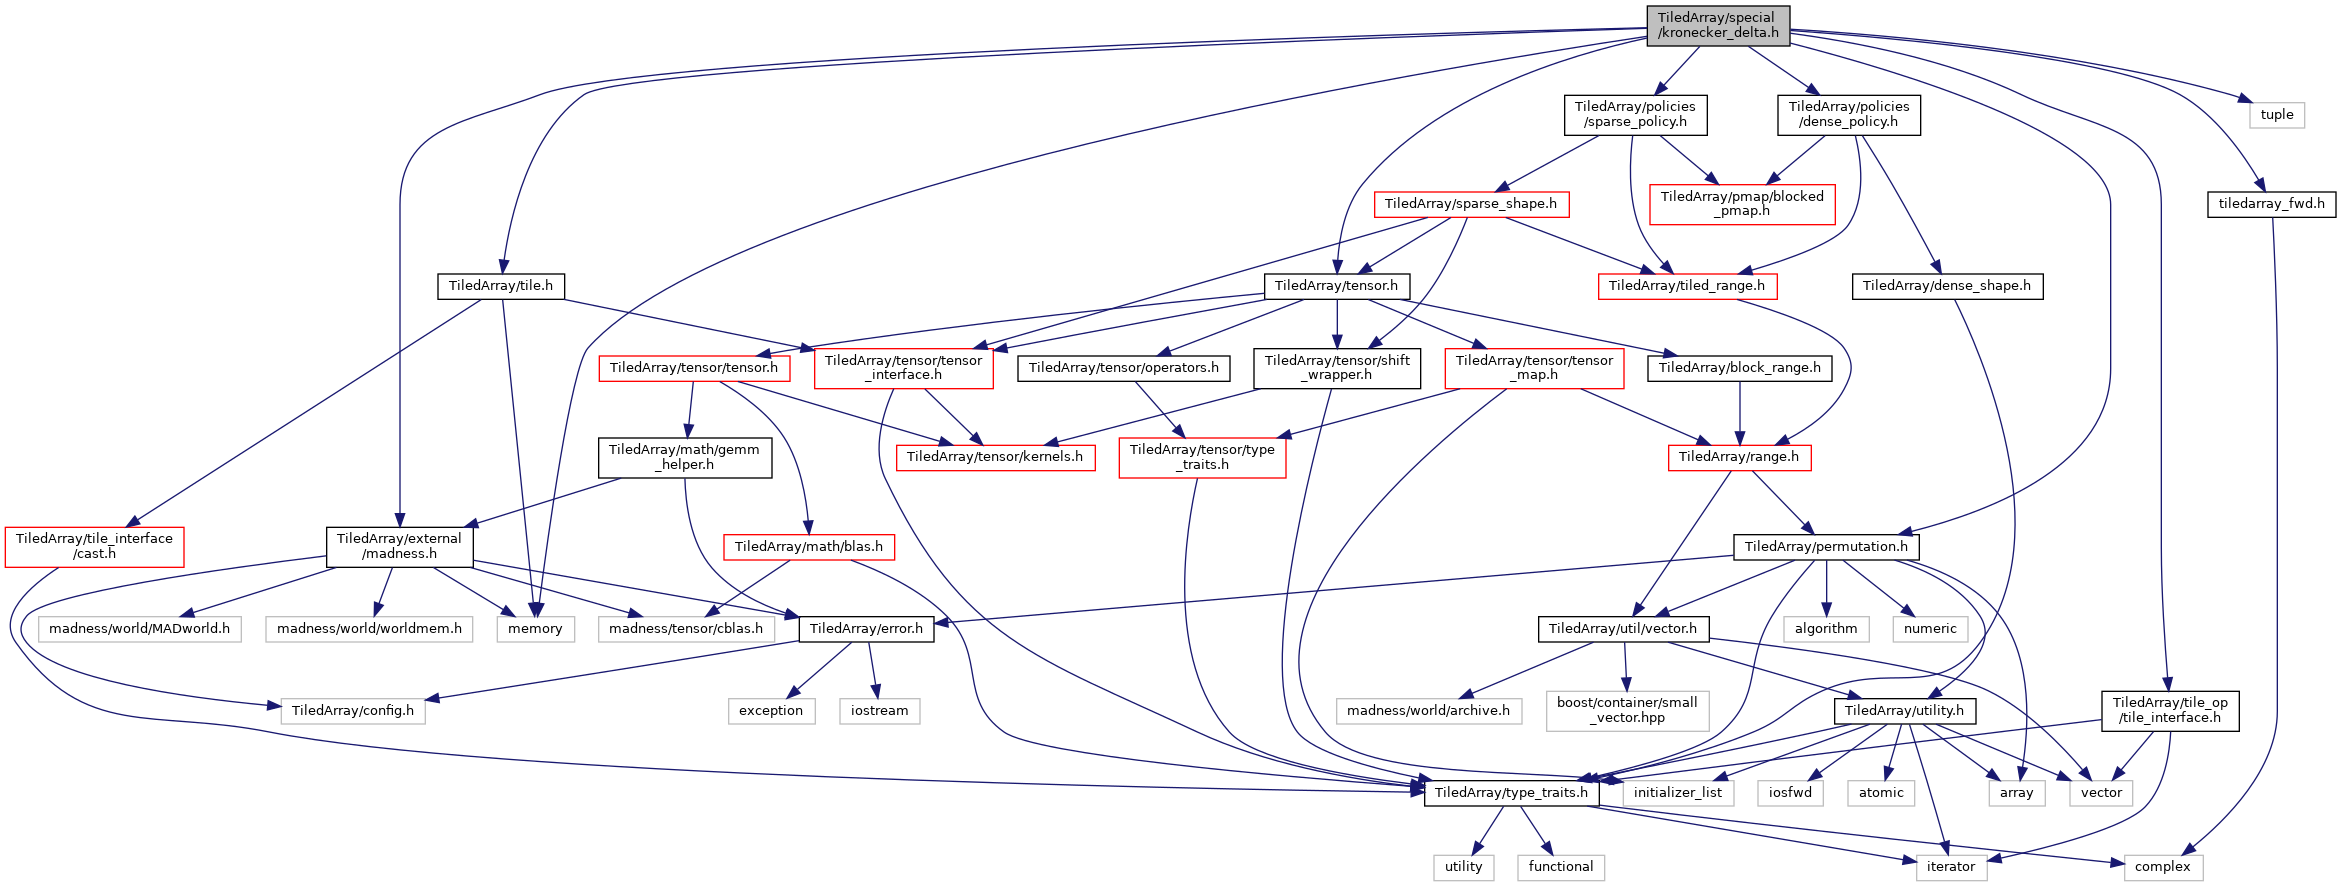 TiledArray/special
/kronecker_delta.h
TiledArray/policies
/sparse_policy.h
TiledArray/policies
/dense_policy.h
tuple
TiledArray/sparse_shape.h
TiledArray/pmap/blocked
_pmap.h
tiledarray_fwd.h
TiledArray/tile.h
TiledArray/tensor.h
TiledArray/tiled_range.h
TiledArray/dense_shape.h
TiledArray/tensor/tensor.h
TiledArray/tensor/tensor
_interface.h
TiledArray/tensor/operators.h
TiledArray/tensor/shift
_wrapper.h
TiledArray/tensor/tensor
_map.h
TiledArray/block_range.h
TiledArray/math/gemm
_helper.h
TiledArray/tensor/kernels.h
TiledArray/tensor/type
_traits.h
TiledArray/range.h
TiledArray/tile_interface
/cast.h
TiledArray/external
/madness.h
TiledArray/math/blas.h
TiledArray/permutation.h
madness/world/MADworld.h
madness/world/worldmem.h
memory
madness/tensor/cblas.h
TiledArray/error.h
TiledArray/util/vector.h
algorithm
numeric
TiledArray/config.h
exception
iostream
madness/world/archive.h
boost/container/small
_vector.hpp
TiledArray/utility.h
TiledArray/tile_op
/tile_interface.h
TiledArray/type_traits.h
initializer_list
iosfwd
atomic
array
vector
utility
functional
iterator
complex